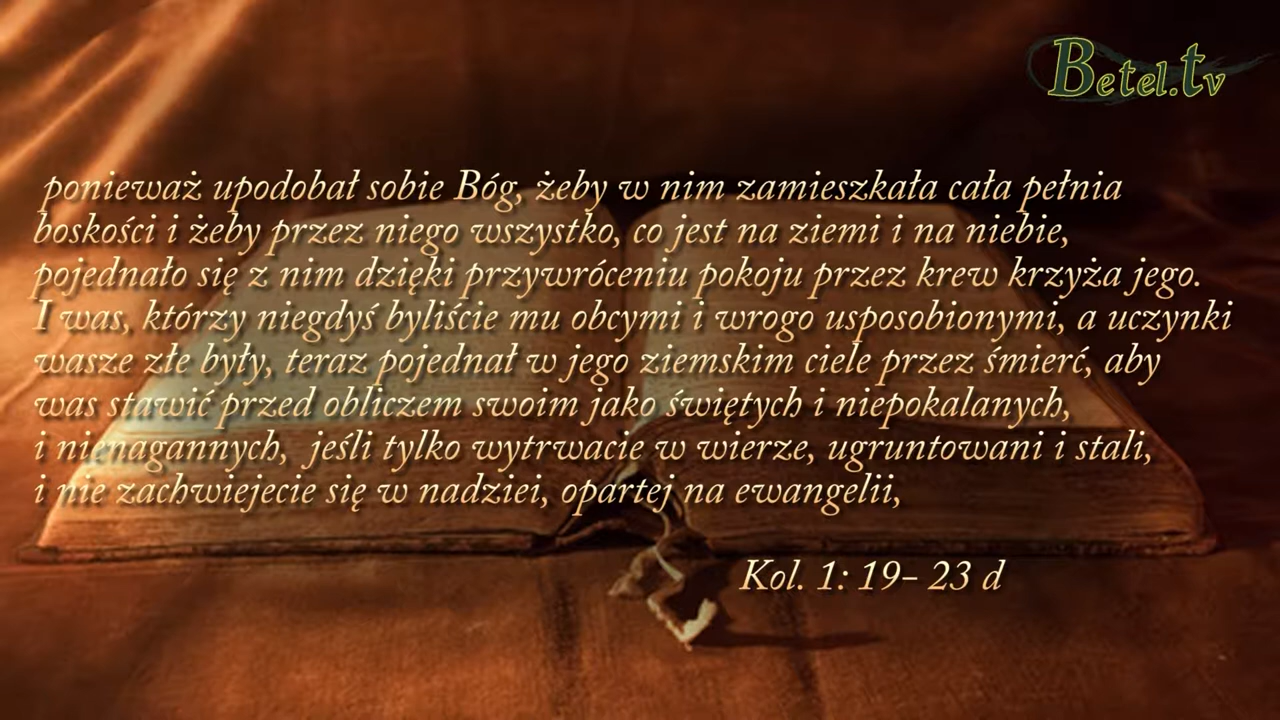 Betel.tv
ponieważ upodobał sobie Bóg, żeby w nim zamieszkała cała pełnia
boskości i żeby przez niego wszystko, co jest na ziemi i na niebie,
pojednało się z nim dzięki przywróceniu pokoju przez krew krzyża jego.
I was, którzy niegdyś byliście mu obcymi i wrogo usposobionymi, a uczynki
wasze złe były, teraz pojednał w jego ziemskim ciele przez śmierć, aby
was stawić przed obliczem swoim jako świętych i niepokalanych,
i nienagannych, jeśli tylko wytrwacie w wierze, ugruntowani i stali,
i nie zachwiejecie się w nadziei, opartej na ewangelii,
Kol. 1: 19– 23 d